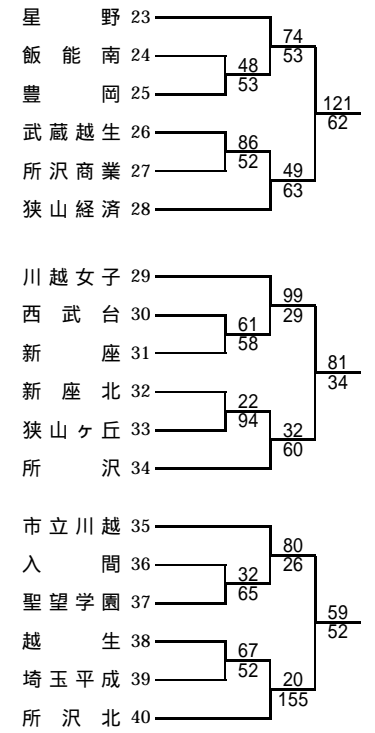 星野 23
飯能南 24
豊岡 25
武蔵越生 26
所沢商業 27
狭山経済 28
48
53
86
52
74
53
49
63
121
62
川越女子 29
西武台 30
新座 31
新座北 32
狭山ヶ丘 33
所沢 34
61
58
22
94
99
29
32
60
81
34
市立川越 35
入間 36
聖望学園 37
越生 38
埼玉平成 39
所沢北 40
32
65
67
52
80
26
20
155
59
52